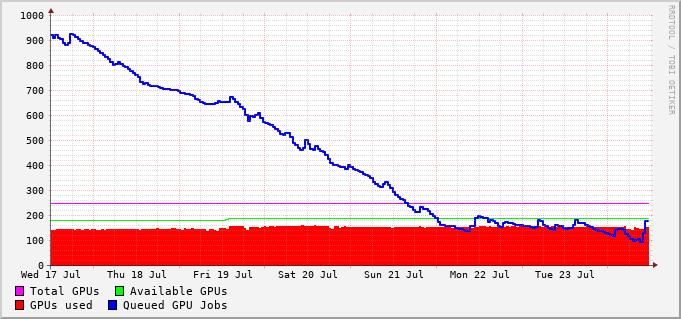 1000
900
800
700
600
500
400
300
200
100
0
Wed 17 Jul Thu 18 Jul Fri 19 Jul Sat 20 Jul Sun 21 Jul Mon 22 Jul Tue 23 Jul
Total GPUs Available GPUs
GPUs used Queued GPU Jobs
RRDTOOL / TOBI OETIKER